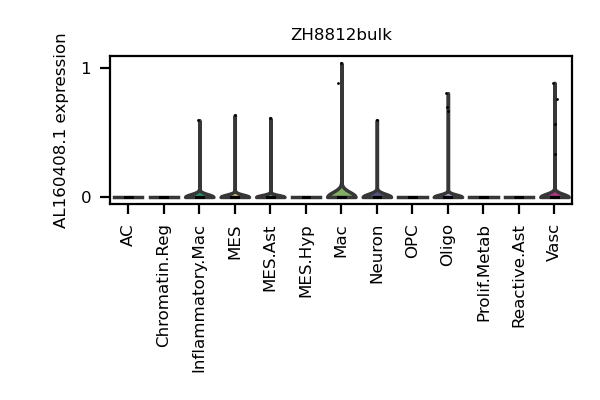 ZH8812bulk
AL160408.1 expression
1
0
AC
Chromatin.Reg
Inflammatory.Mac
MES
MES.Ast
MES.Hyp
Mac
Neuron
OPC
Oligo
Prolif.Metab
Reactive.Ast
Vasc